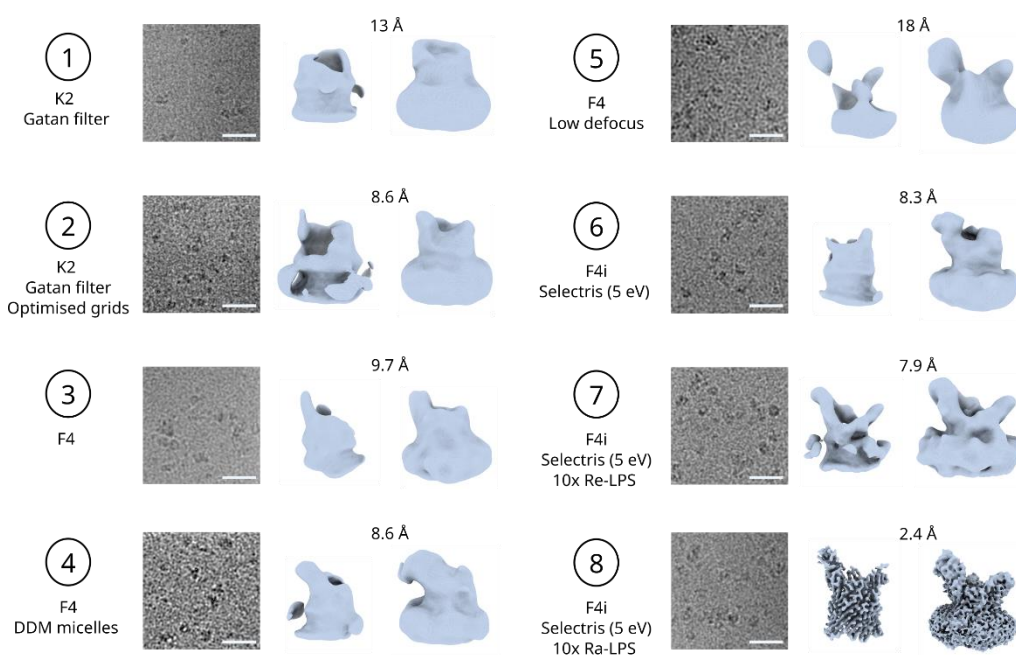 1
K2
Gatan filter
13 Å
2
K2
Gatan filter
Optimised grids
8.6 Å
3
F4
9.7 Å
4
F4
DDM micelles
8.6 Å
5
F4
Low defocus
18 Å
6
F4i
Selectris (5 eV)
8.3 Å
7
F4i
Selectris (5 eV)
10x Re-LPS
7.9 Å
8
F4i
Selectris (5 eV)
10x Ra-LPS
2.4 Å